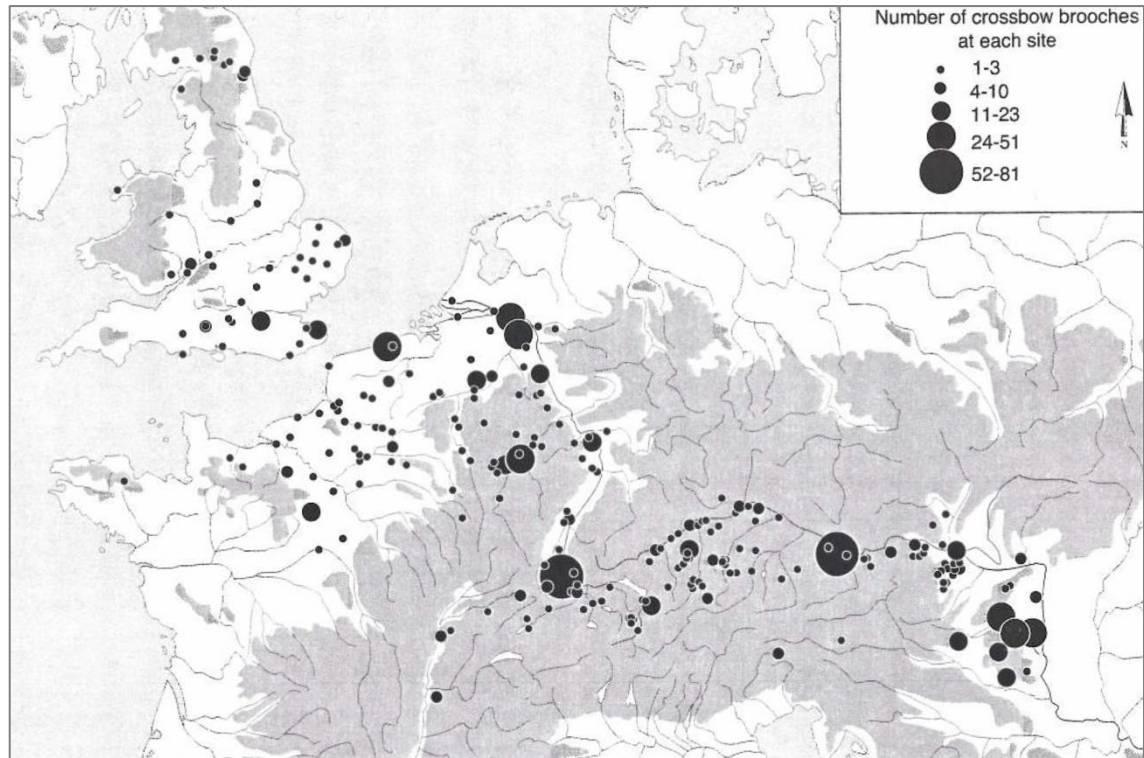 Number of crossbow brooches
at each site
1-3
4-10
11-23
24-51
52-81
N